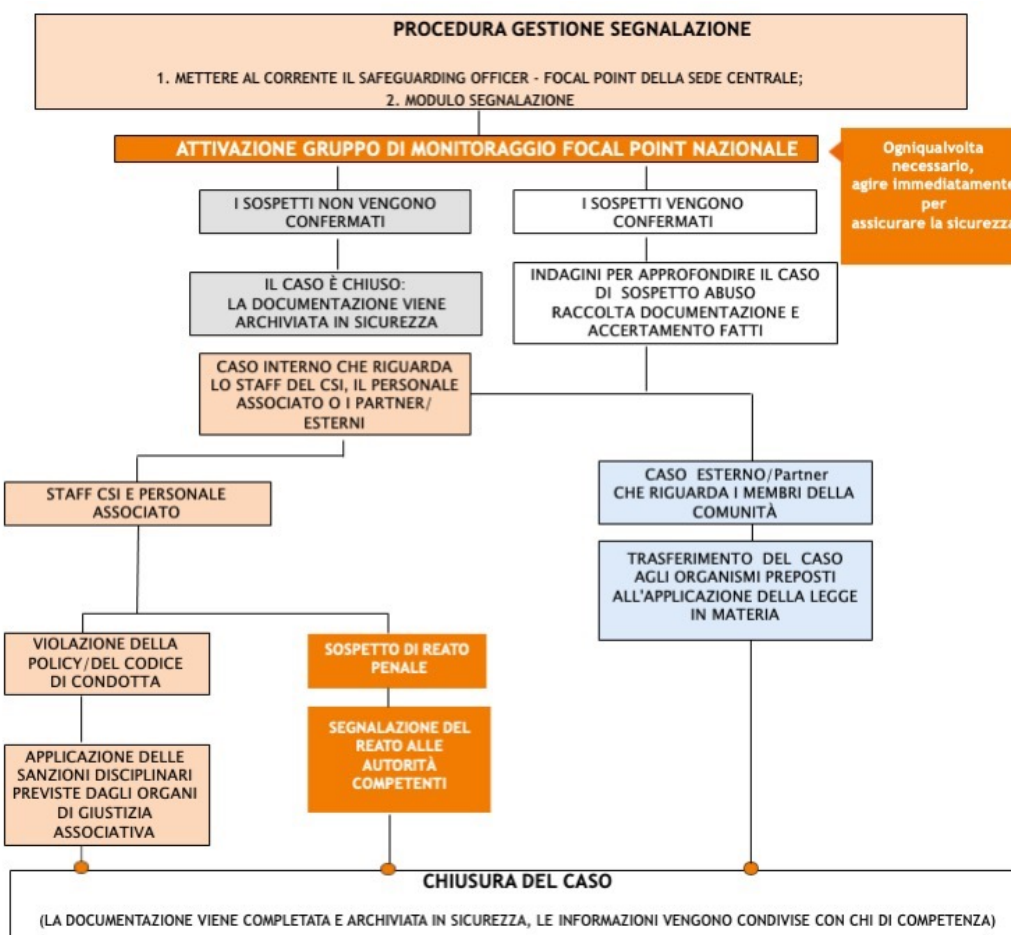 PROCEDURA GESTIONE SEGNALAZIONE
1. METTERE AL CORRENTE IL SAFEGUARDING OFFICER - FOCAL POINT DELLA SEDE CENTRALE;
2. MODULO SEGNALAZIONE
ATTIVAZIONE GRUPPO DI MONITORAGGIO FOCAL POINT NAZIONALE
Ogniqualvolta
necessario,
agire immediatamente
per
assicurare la sicurezza
I SOSPETTI NON VENGONO
CONFERMATI
I SOSPETTI VENGONO
CONFERMATI
IL CASO È CHIUSO:
LA DOCUMENTAZIONE VIENE
ARCHIVIATA IN SICUREZZA
INDAGINI PER APPROFONDIRE IL CASO
DI SOSPETTO ABUSO
RACCOLTA DOCUMENTAZIONE E
ACCERTAMENTO FATTI
CASO INTERNO CHE RIGUARDA
LO STAFF DEL CSI, IL PERSONALE
ASSOCIATO O I PARTNER/
ESTERNI
STAFF CSI E PERSONALE
ASSOCIATO
CASO ESTERNO/Partner
CHE RIGUARDA I MEMBRI DELLA
COMUNITÀ
TRASFERIMENTO DEL CASO
AGLI ORGANISMI PREPOSTI
ALL'APPLICAZIONE DELLA LEGGE
IN MATERIA
VIOLAZIONE DELLA
POLICY/DEL CODICE
DI CONDOTTA
SOSPETTO DI REATO
PENALE
APPLICAZIONE DELLE
SANZIONI DISCIPLINARI
PREVISTE DAGLI ORGANI
DI GIUSTIZIA
ASSOCIATIVA
SEGNALAZIONE DEL
REATO ALLE
AUTORITÀ
COMPETENTI
CHIUSURA DEL CASO
(LA DOCUMENTAZIONE VIENE COMPLETATA E ARCHIVIATA IN SICUREZZA, LE INFORMAZIONI VENGONO CONDIVISE CON CHI DI COMPETENZA)